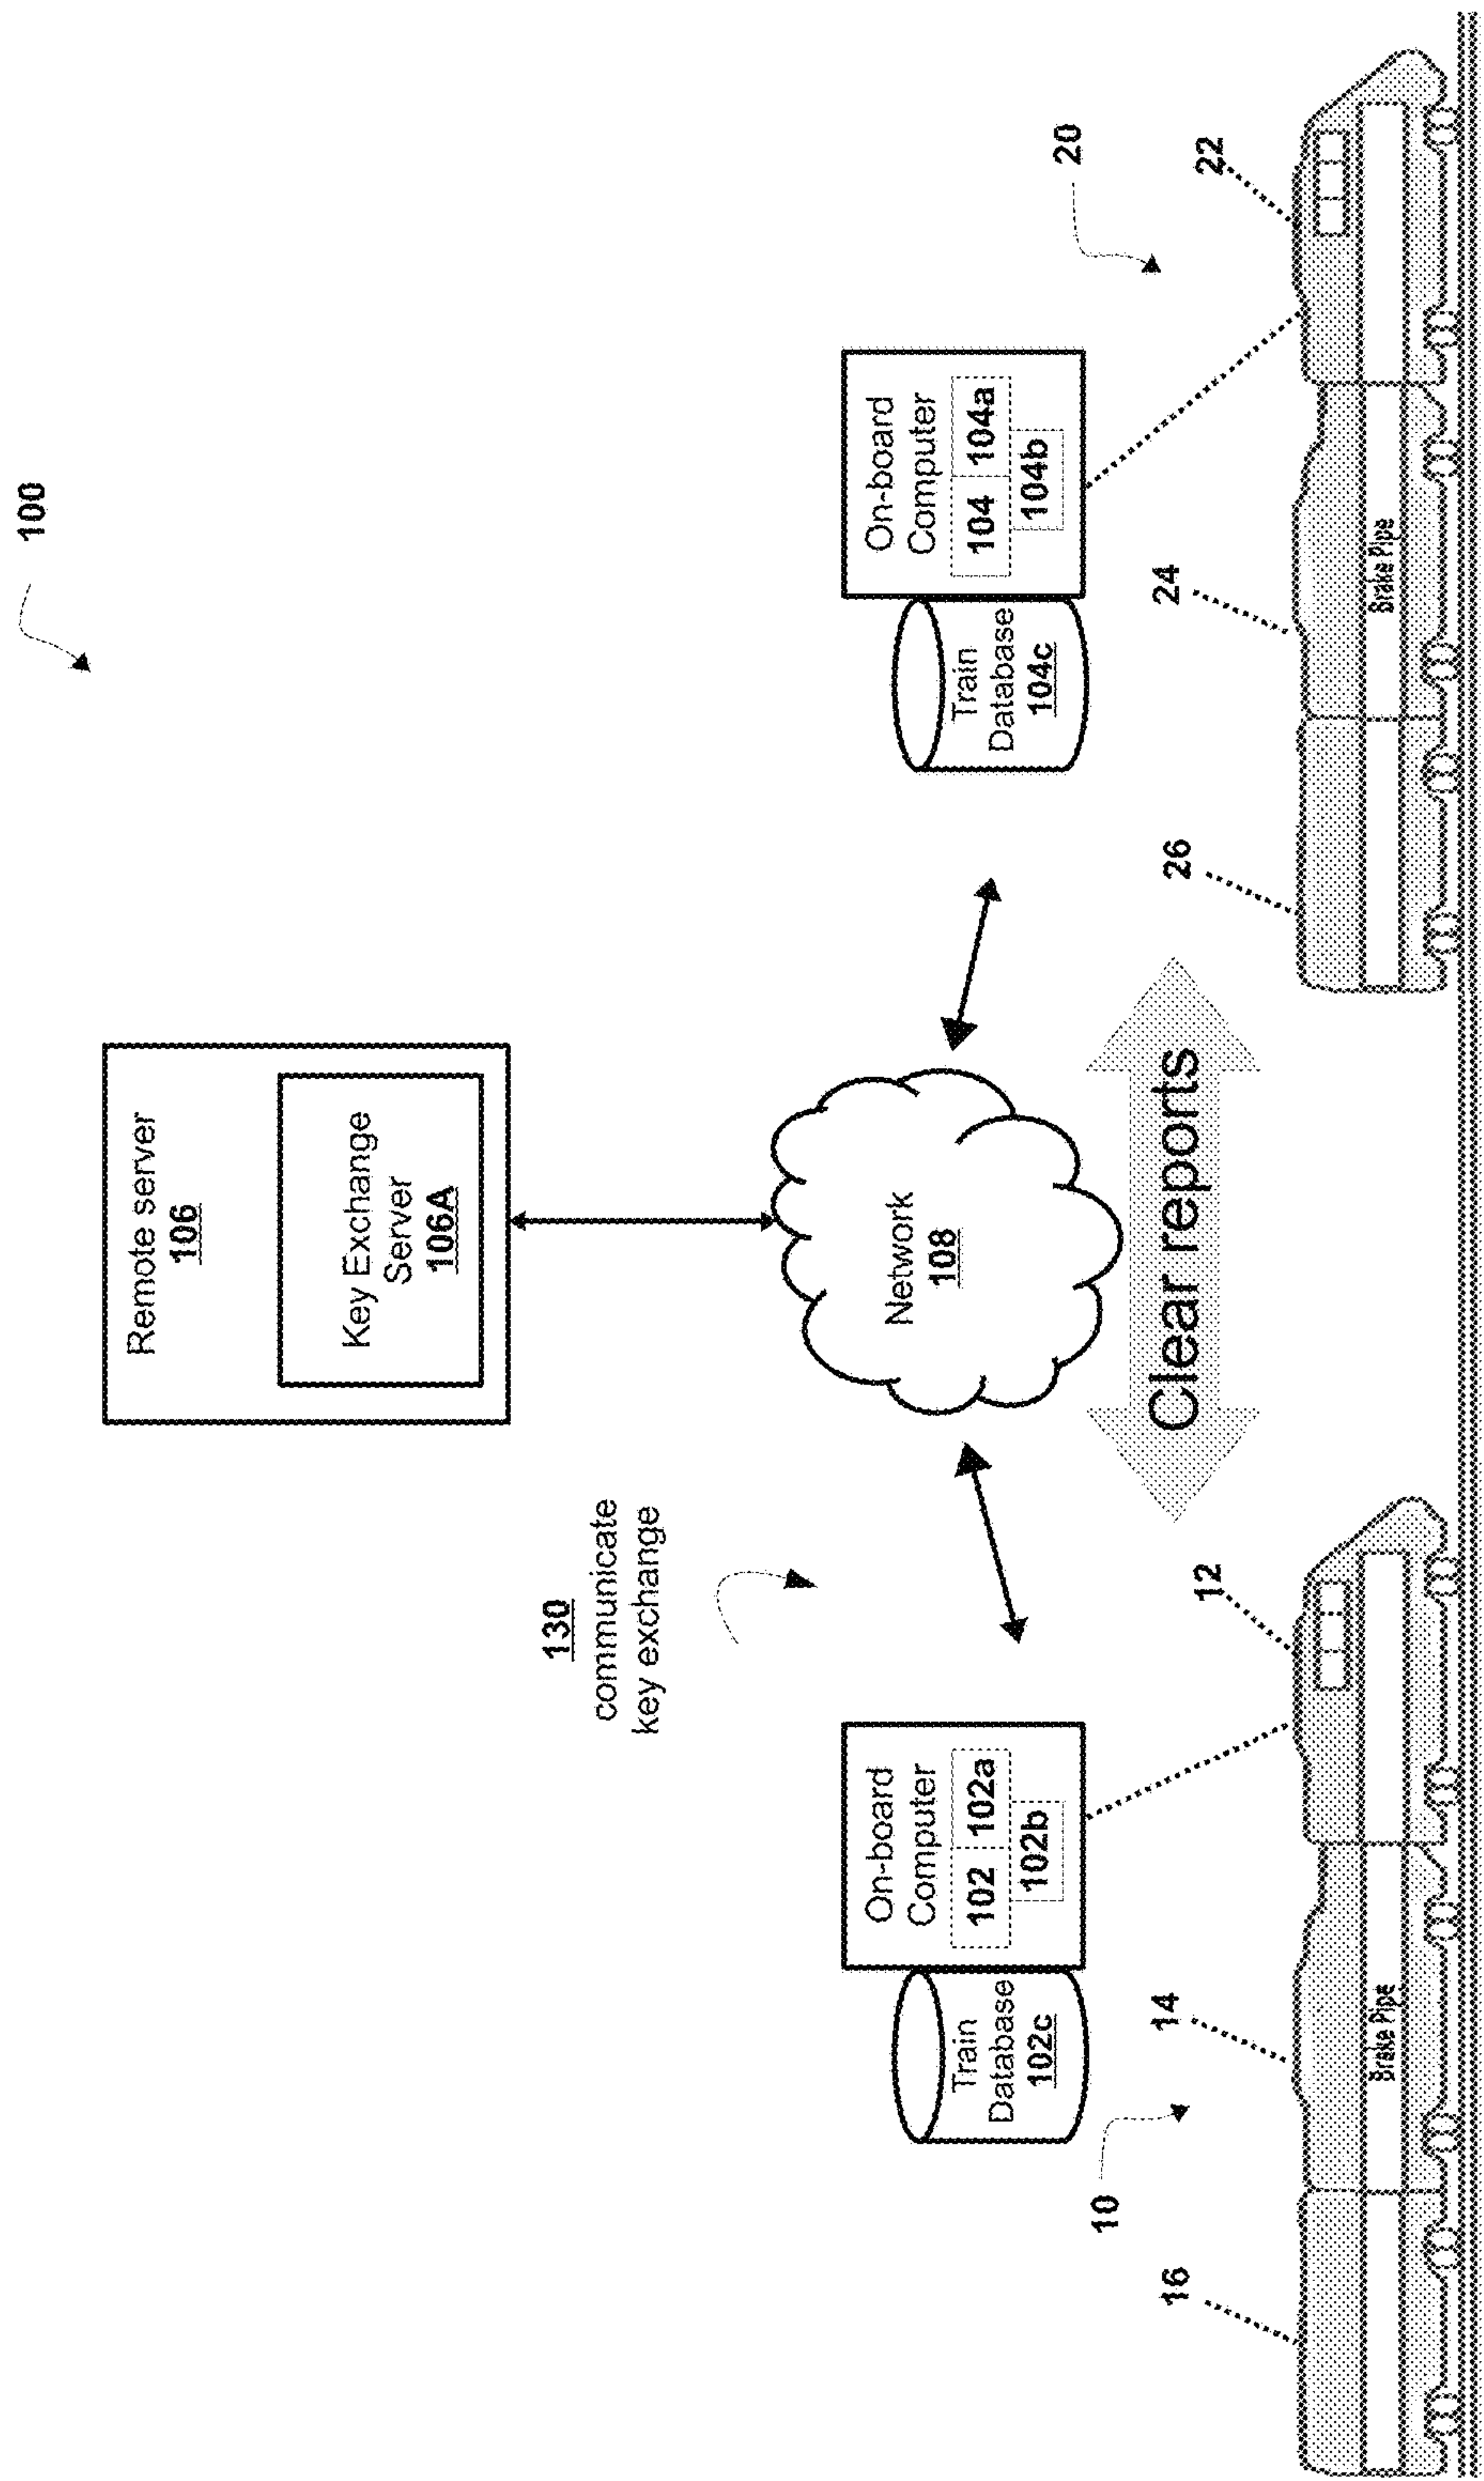 100
Remote server
106
Key Exchange
Server
106A
130
communicate
key exchange
Network
108
Train
Database
102c
On-board
Computer
102 102a
102b
Train
Database
104c
On-board
Computer
104 104a
104b
Clear reports
10
16
14
12
20
26
24
22
Brake Pipe
Brake Pipe